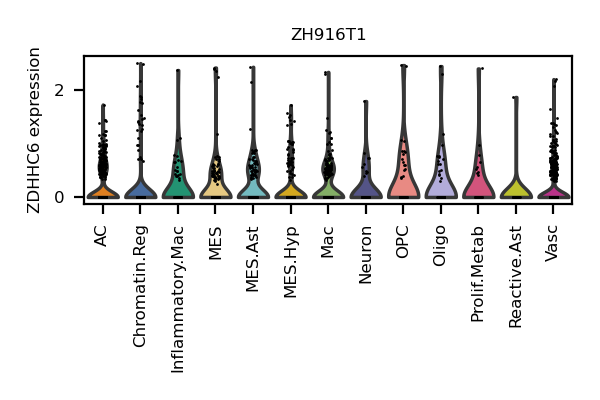 ZH916T1
ZDHHC6 expression
2
0
AC
Chromatin.Reg
Inflammatory.Mac
MES
MES.Ast
MES.Hyp
Mac
Neuron
OPC
Oligo
Prolif.Metab
Reactive.Ast
Vasc